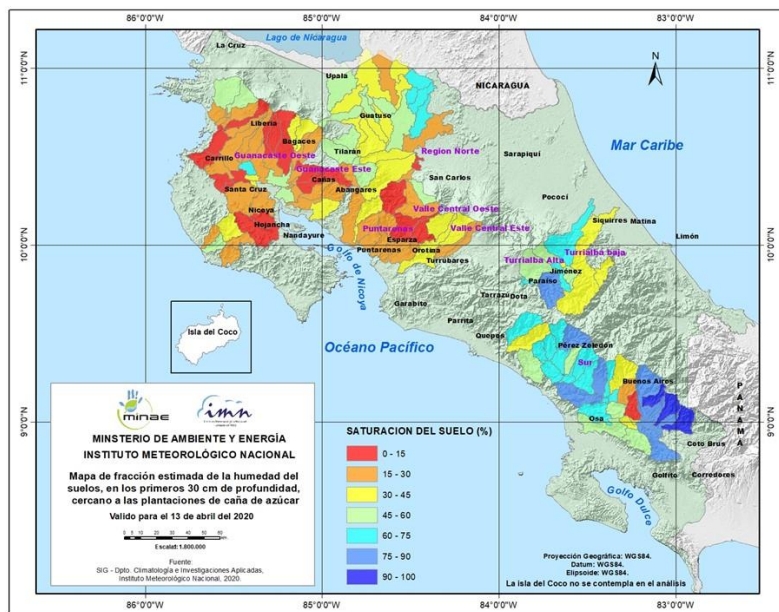 86°0'0"W
85°0'0"W
84°0'0"W
83°0'0"W
11°0'0"N
10°0'0"N
9°0'0"N
11°0'0"N
10°0'0"N
9°0'0"N
Lago de Nicaragua
La Cruz
Upala
NICARAGUA
N
Guatuso
Liberia
Bagaces
Mar Caribe
Carrillo
Guanacaste Oeste
Tilarán
Region Norte
Sarapiquí
Guanacaste Este
Cañas
San Carlos
Santa Cruz
Abangares
Pococí
Nicoya
Valle Central Oeste
Siquirres
Matina
Hojancha
Puntarenas
Valle Central Este
Limón
Nandayure
Esparza
Puntarenas
Orotina
Turrialba baja
Turrubares
Turrialba Alta
Jiménez
Golfo de Nicoya
Paraíso
Garabito
Tarrazu
Dota
Isla del Coco
Parrita
Océano Pacífico
Quepos
Pérez Zeledón
Sur
Buenos Aires
PANAMA
Osa
Coto Brus
Golfito
Corredores
Golfo Dulce
minae
imn
MINSTERIO DE AMBIENTE Y ENERGÍA
INSTITUTO METEOROLÓGICO NACIONAL
Mapa de fracción estimada de la humedad del
suelos, en los primeros 30 cm de profundidad,
cercano a las plantaciones de caña de azúcar
Valido para el 13 de abril del 2020
Escala: 1:800.000
Fuente:
SIG - Dpto. Climatología e Investigaciones Aplicadas,
Instituto Meteorológico Nacional, 2020.
SATURACION DEL SUELO (%)
0 - 15
15 - 30
30 - 45
45 - 60
60 - 75
75 - 90
90 - 100
Proyección Geográfica: WGS84.
Datum: WGS84.
Elipsoide: WGS84.
La isla del Coco no se contempla en el análisis
86°0'0"W
85°0'0"W
84°0'0"W
83°0'0"W